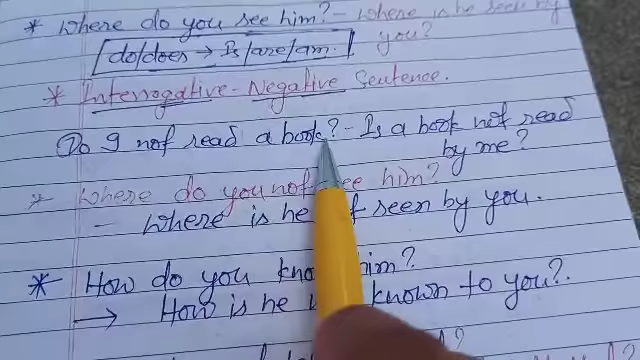 * Where do you see him? - Where is he seen by
[do/does → Is/are/am.] you?
* Interrogative - Negative Sentence.
Do I not read a book? - Is a book not read
by me?
* Where do you not see him?
- Where is he seen by you.
* How do you him?
→ How is he known to you?